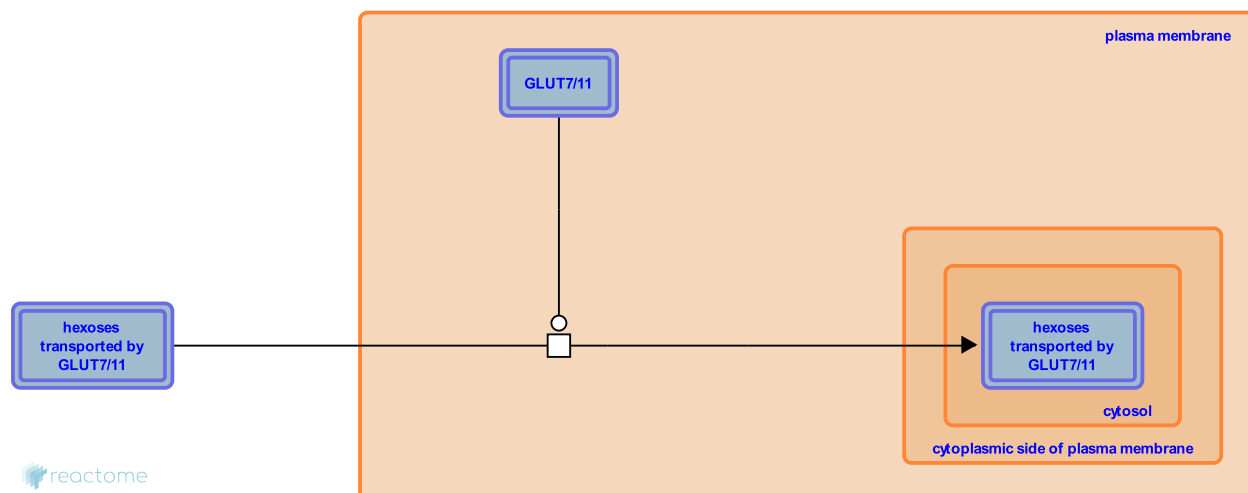 plasma membrane
GLUT7/11
hexoses
transported by
GLUT7/11
hexoses
transported by
GLUT7/11
cytosol
cytoplasmic side of plasma membrane
reactome